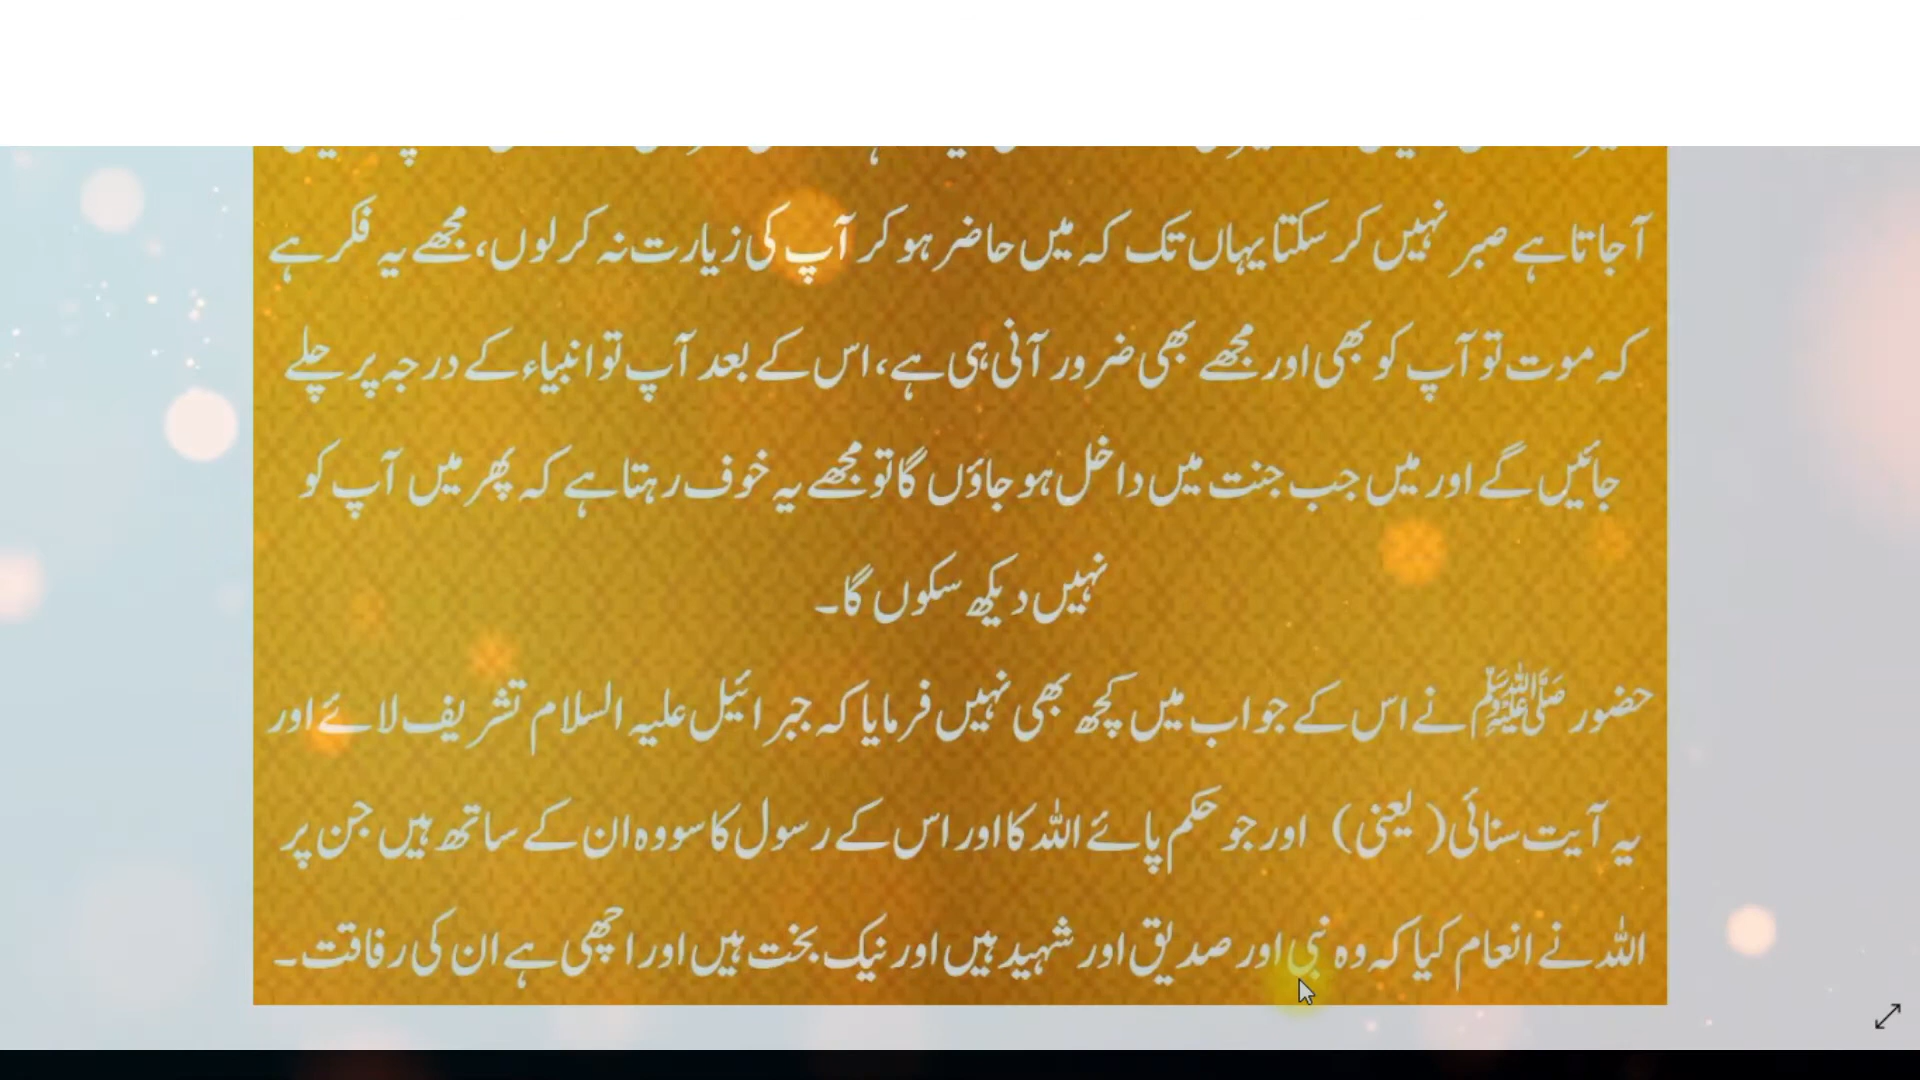 آجاتا ہے صبر نہیں کر سکتا یہاں تک کہ میں حاضر ہو کر آپ کی زیارت نہ کر لوں، مجھے یہ فکر ہے
کہ موت تو آپ کو بھی اور مجھے بھی ضرور آنی ہی ہے، اس کے بعد آپ تو انبیاء کے درجہ پر چلے
جائیں گے اور میں جب جنت میں داخل ہو جاؤں گا تو مجھے یہ خوف رہتا ہے کہ پھر میں آپ کو
نہیں دیکھ سکوں گا۔
حضور ﷺ نے اس کے جواب میں کچھ بھی نہیں فرمایا کہ جبرائیل علیہ السلام تشریف لائے اور
یہ آیت سنائی (یعنی) اور جو حکم پائے اللہ کا اور اس کے رسول کا سو وہ ان کے ساتھ ہیں جن پر
اللہ نے انعام کیا کہ وہ نبی اور صدیق اور شہید ہیں اور نیک بخت ہیں اور اچھی ہے ان کی رفاقت۔